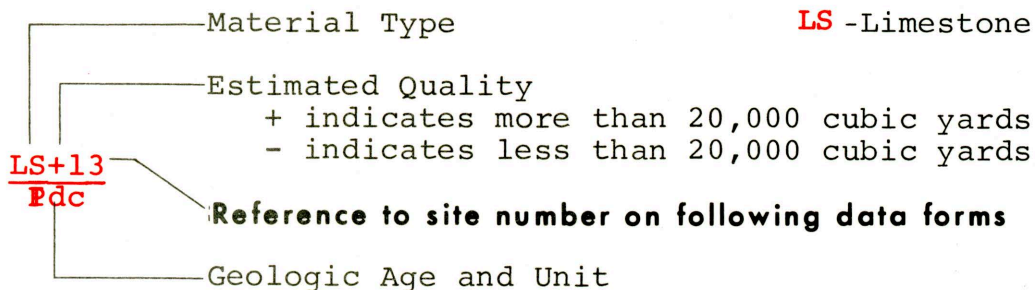 Material Type LS -Limestone
Estimated Quality
+ indicates more than 20,000 cubic yards
- indicates less than 20,000 cubic yards
LS+13
Pdc
Reference to site number on following data forms
Geologic Age and Unit